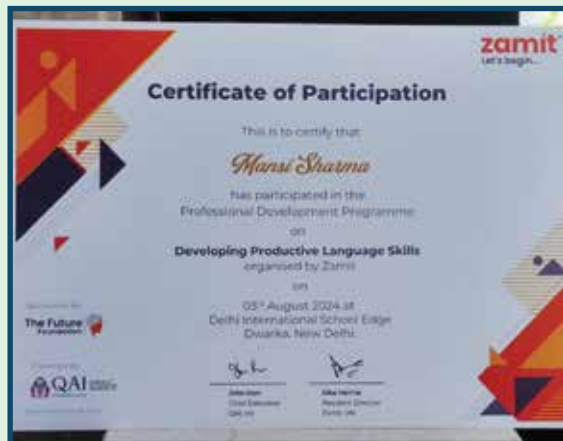 zamit
Let's begin...
Certificate of Participation
This is to certify that
Mansi Sharma
has participated in the
Professional Development Programme
on
Developing Productive Language Skills
organised by Zamit
on
03rd August 2024 at
Delhi International School Edge
Dwarka, New Delhi.
The Future
Foundation
QAI